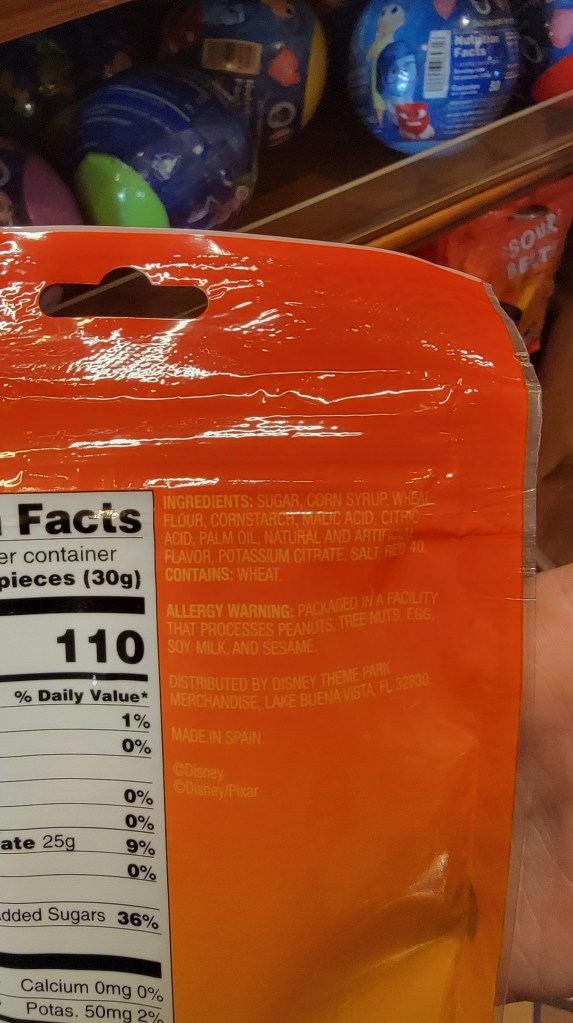 Nutrition
Facts
30
SOUR
Facts
er container
pieces (30g)
110
% Daily Value*
1%
0%
0%
0%
ate 25g 9%
0%
dded Sugars 36%
Calcium 0mg 0%
Potas. 50mg 2%
INGREDIENTS: SUGAR, CORN SYRUP, WHEAT
FLOUR, CORNSTARCH, MALIC ACID, CITRIC
ACID, PALM OIL, NATURAL AND ARTIFICIAL
FLAVOR, POTASSIUM CITRATE, SALT, RED 40.
CONTAINS: WHEAT.
ALLERGY WARNING: PACKAGED IN A FACILITY
THAT PROCESSES PEANUTS, TREE NUTS, EGG,
SOY, MILK, AND SESAME.
DISTRIBUTED BY DISNEY THEME PARK
MERCHANDISE, LAKE BUENA VISTA, FL 32830.
MADE IN SPAIN.
©Disney
©Disney/Pixar